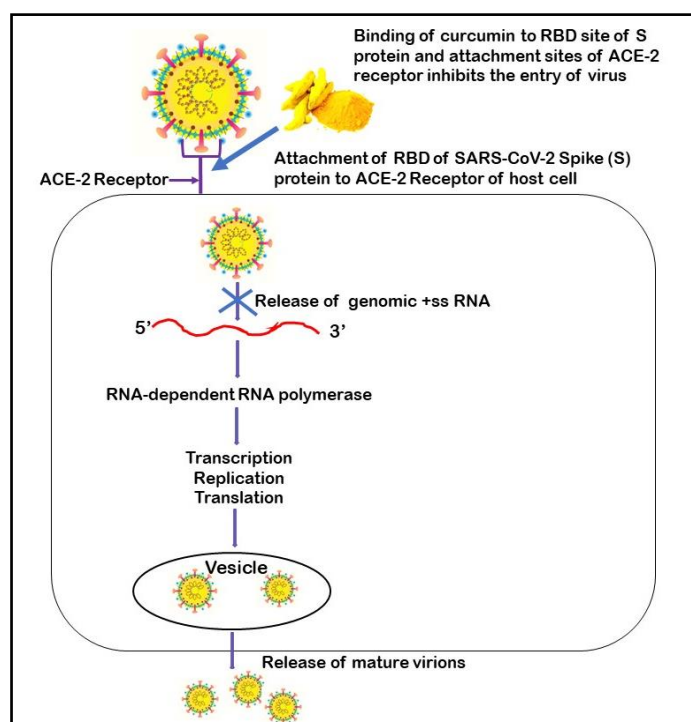 Binding of curcumin to RBD site of S
protein and attachment sites of ACE-2
receptor inhibits the entry of virus
Attachment of RBD of SARS-CoV-2 Spike (S)
protein to ACE-2 Receptor of host cell
ACE-2 Receptor
Release of genomic +ss RNA
5’
3’
RNA-dependent RNA polymerase
Transcription
Replication
Translation
Vesicle
Release of mature virions